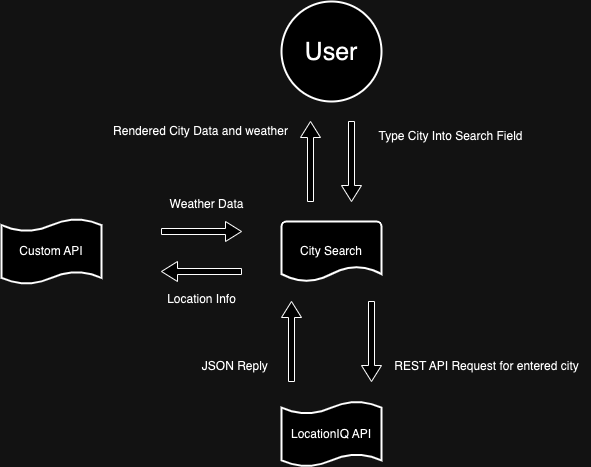 User
Rendered City Data and weather
Type City Into Search Field
Weather Data
Custom API
City Search
Location Info
JSON Reply
REST API Request for entered city
LocationIQ API